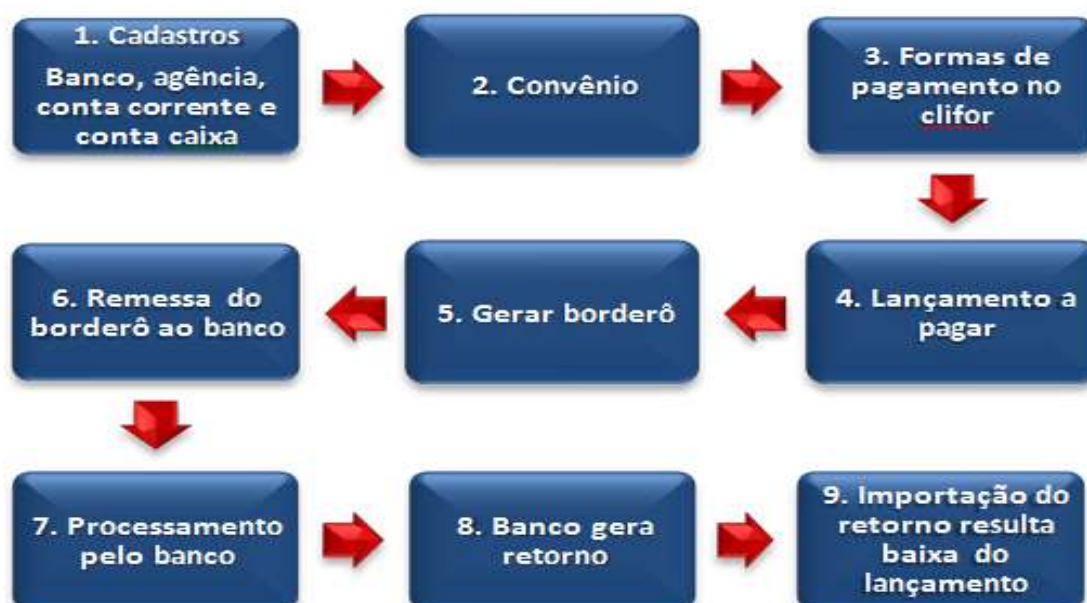 1. Cadastros
Banco, agência,
conta corrente e
conta caixa
2. Convênio
3. Formas de
pagamento no
clifor
4. Lançamento a
pagar
5. Gerar borderô
6. Remessa do
borderô ao banco
7. Processamento
pelo banco
8. Banco gera
retorno
9. Importação do
retorno resulta
baixa do
lançamento